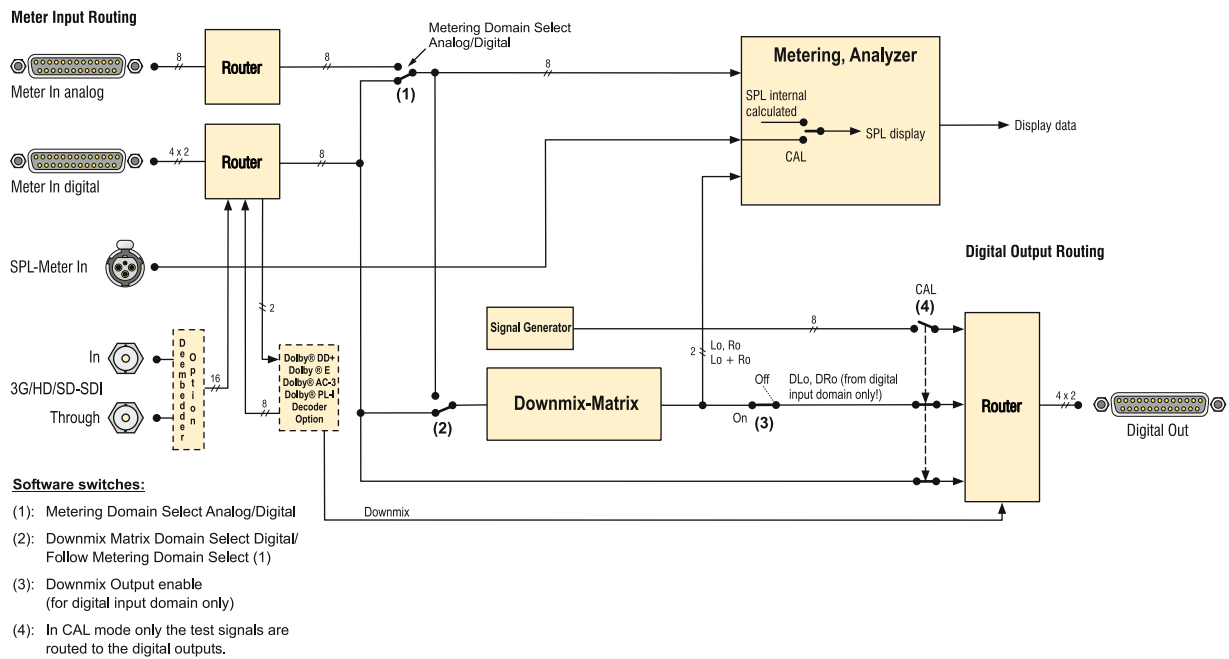 Meter Input Routing
Metering Domain Select
Analog/Digital
8
Router
8
(1)
8
Meter In analog
Metering, Analyzer
SPL internal
calculated
SPL display
CAL
Display data
4 x 2
Router
8
Meter In digital
SPL-Meter In
Digital Output Routing
2
CAL
(4)
Signal Generator
8
2
Lo, Ro
Lo + Ro
In
3G/HD/SD-SDI
Through
Deembedder
Option
16
8
Dolby® DD+
Dolby ® E
Dolby® AC-3
Dolby® PL-I
Decoder
Option
(2)
Downmix-Matrix
Off
On
(3)
DLo, DRo (from digital
input domain only!)
Router
4 x 2
Digital Out
Downmix
Software switches:
(1): Metering Domain Select Analog/Digital
(2): Downmix Matrix Domain Select Digital/
Follow Metering Domain Select (1)
(3): Downmix Output enable
(for digital input domain only)
(4): In CAL mode only the test signals are
routed to the digital outputs.